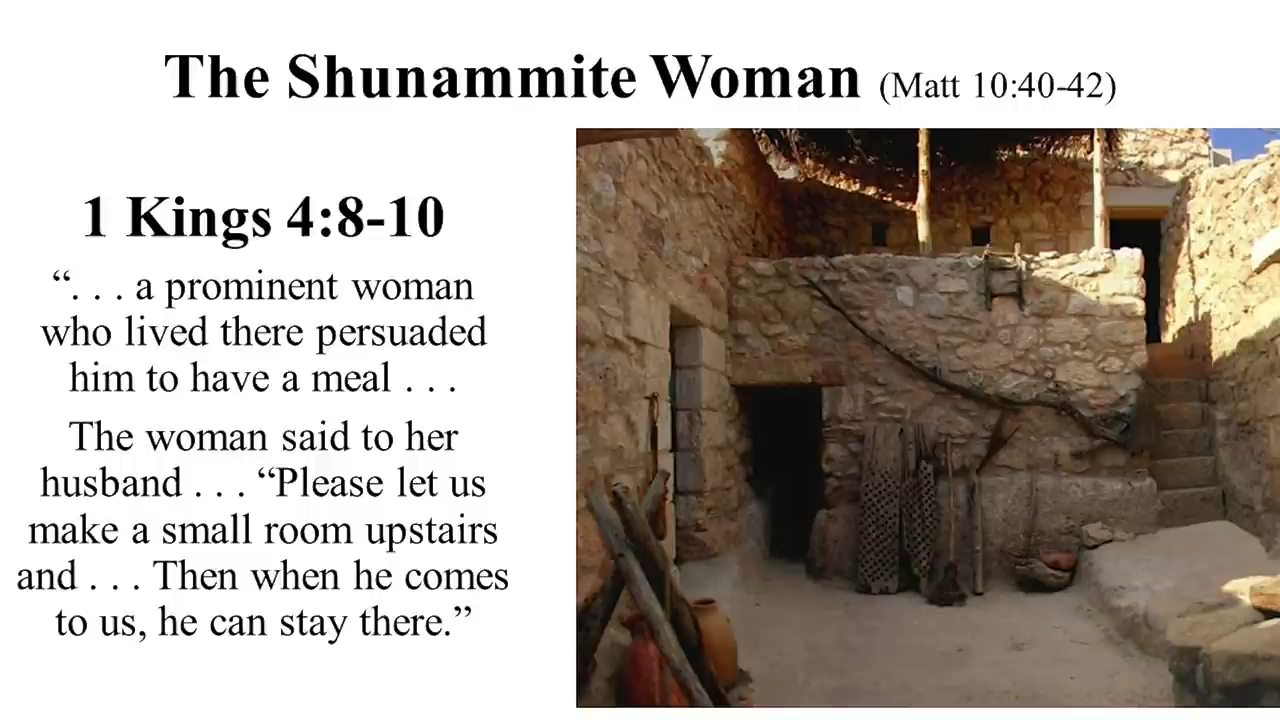 The Shunammite Woman (Matt 10:40-42)
1 Kings 4:8-10
“. . . a prominent woman
who lived there persuaded
him to have a meal . . .
The woman said to her
husband . . . “Please let us
make a small room upstairs
and . . . Then when he comes
to us, he can stay there.”